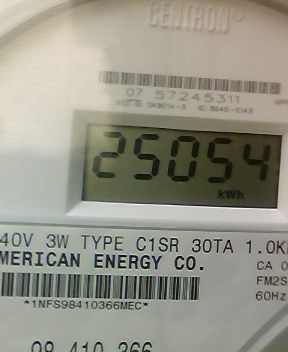 CENTRON®
07 57245311
25054
kWh
40V 3W TYPE C1SR 30TA 1.0K
MERICAN ENERGY CO.
CA 0
FM2S
60Hz
*1NFS98410366MEC*
98 410 366